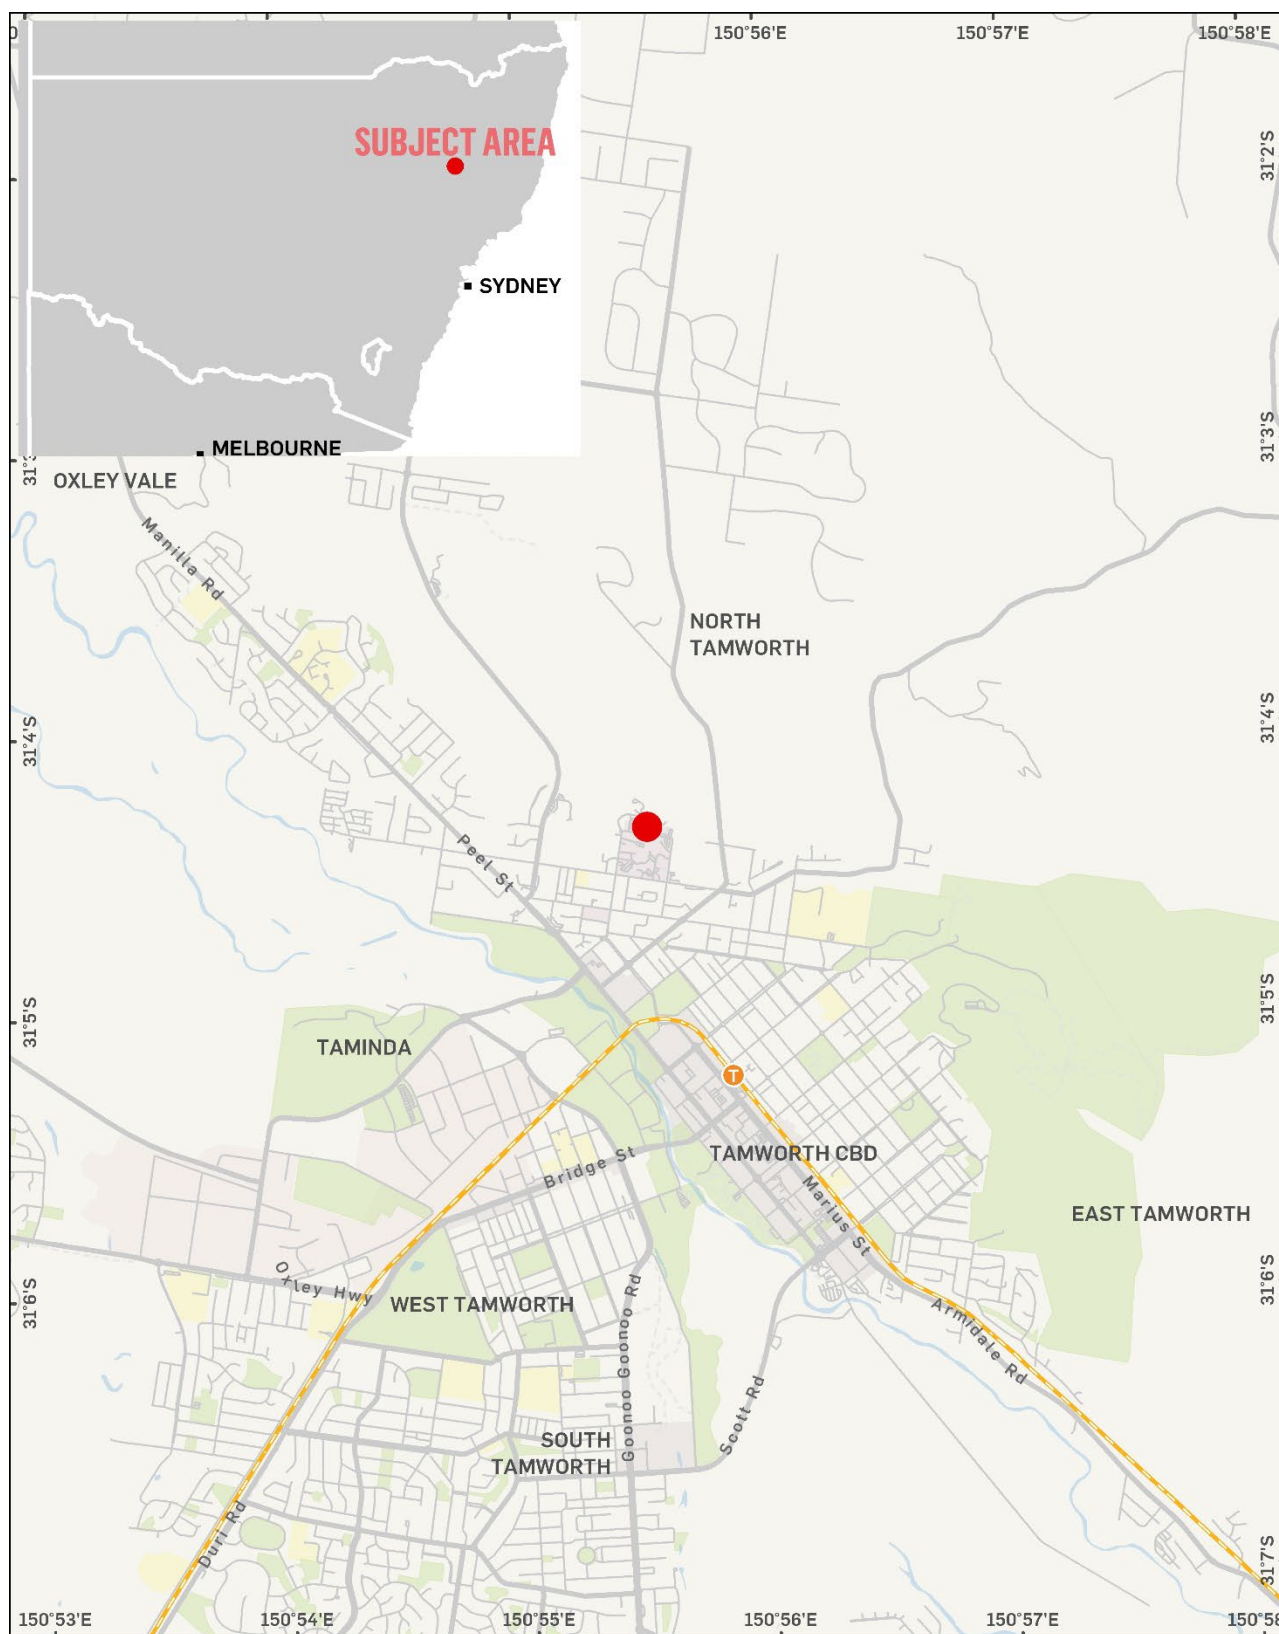 150°56'E
150°57'E
150°58'E
SUBJECT AREA
31°2'S
SYDNEY
31°3'S
MELBOURNE
OXLEY VALE
Manilla Rd
NORTH
TAMWORTH
31°4'S
31°4'S
Peel St
31°5'S
31°5'S
TAMINDA
T
Bridge St
TAMWORTH CBD
Marius St
EAST TAMWORTH
Oxley Hwy
31°6'S
31°6'S
WEST TAMWORTH
Goonoo Goonoo Rd
Armidale Rd
Scott Rd
SOUTH
TAMWORTH
Duri Rd
31°7'S
150°53'E
150°54'E
150°55'E
150°56'E
150°57'E